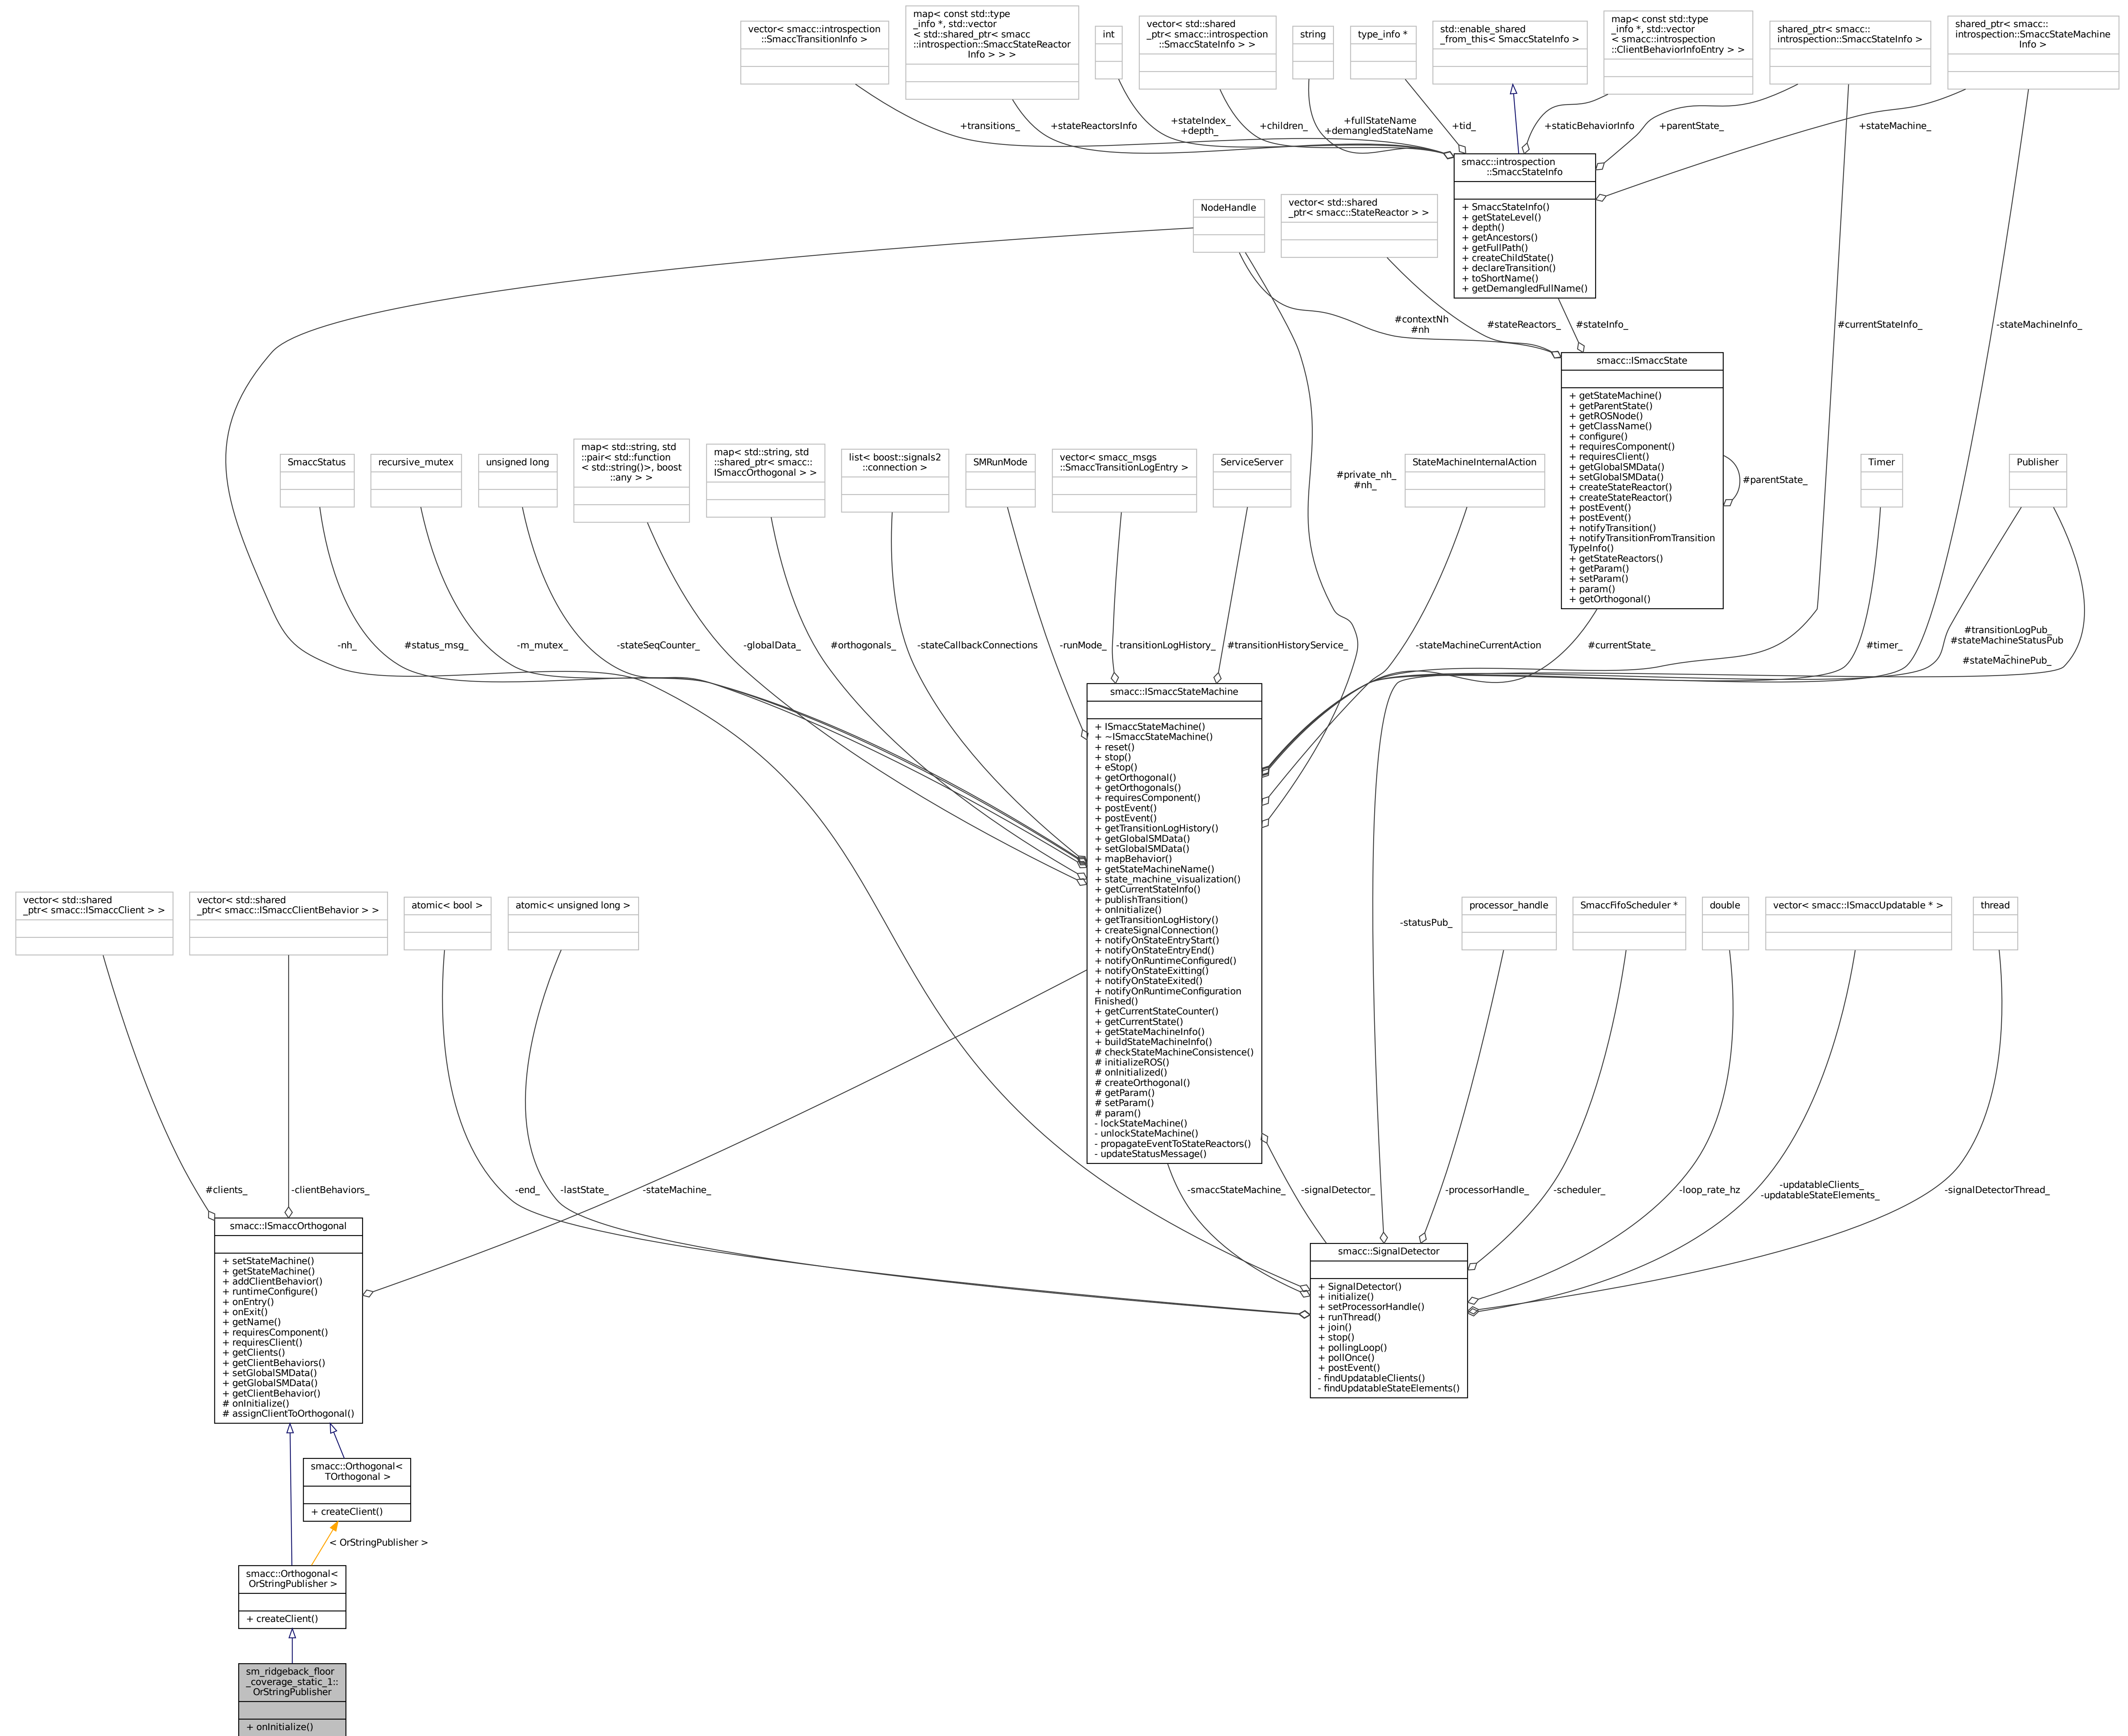 vector< smacc::introspection
::SmaccTransitionInfo >
map< const std::type
_info *, std::vector
< std::shared_ptr< smacc
::introspection::SmaccStateReactor
Info > > >
int
vector< std::shared
_ptr< smacc::introspection
::SmaccStateInfo > >
string
type_info *
std::enable_shared
_from_this< SmaccStateInfo >
map< const std::type
_info *, std::vector
< smacc::introspection
::ClientBehaviorInfoEntry > >
shared_ptr< smacc::
introspection::SmaccStateInfo >
shared_ptr< smacc::
introspection::SmaccStateMachine
Info >
+transitions_
+stateReactorsInfo
+stateIndex_
+depth_
+children_
+fullStateName
+demangledStateName
+tid_
+staticBehaviorInfo
+parentState_
+stateMachine_
smacc::introspection
::SmaccStateInfo
+ SmaccStateInfo()
+ getStateLevel()
+ depth()
+ getAncestors()
+ getFullPath()
+ createChildState()
+ declareTransition()
+ toShortName()
+ getDemangledFullName()
NodeHandle
vector< std::shared
_ptr< smacc::StateReactor > >
#contextNh
#nh
#stateReactors_
#stateInfo_
#currentStateInfo_
-stateMachineInfo_
smacc::ISmaccState
+ getStateMachine()
+ getParentState()
+ getROSNode()
+ getClassName()
+ configure()
+ requiresComponent()
+ requiresClient()
+ getGlobalSMData()
+ setGlobalSMData()
+ createStateReactor()
+ createStateReactor()
+ postEvent()
+ postEvent()
+ notifyTransition()
+ notifyTransitionFromTransition
TypeInfo()
+ getStateReactors()
+ getParam()
+ setParam()
+ param()
+ getOrthogonal()
#parentState_
SmaccStatus
recursive_mutex
unsigned long
map< std::string, std
::pair< std::function
< std::string()>, boost
::any > >
map< std::string, std
::shared_ptr< smacc::
ISmaccOrthogonal > >
list< boost::signals2
::connection >
SMRunMode
vector< smacc_msgs
::SmaccTransitionLogEntry >
ServiceServer
#private_nh_
#nh_
StateMachineInternalAction
Timer
Publisher
-nh_
#status_msg_
-m_mutex_
-stateSeqCounter_
-globalData_
#orthogonals_
-stateCallbackConnections
-runMode_
-transitionLogHistory_
#transitionHistoryService_
-stateMachineCurrentAction
#currentState_
#timer_
#transitionLogPub_
#stateMachineStatusPub
_
#stateMachinePub_
smacc::ISmaccStateMachine
+ ISmaccStateMachine()
+ ~ISmaccStateMachine()
+ reset()
+ stop()
+ eStop()
+ getOrthogonal()
+ getOrthogonals()
+ requiresComponent()
+ postEvent()
+ postEvent()
+ getTransitionLogHistory()
+ getGlobalSMData()
+ setGlobalSMData()
+ mapBehavior()
+ getStateMachineName()
+ state_machine_visualization()
+ getCurrentStateInfo()
+ publishTransition()
+ onInitialize()
+ getTransitionLogHistory()
+ createSignalConnection()
+ notifyOnStateEntryStart()
+ notifyOnStateEntryEnd()
+ notifyOnRuntimeConfigured()
+ notifyOnStateExitting()
+ notifyOnStateExited()
+ notifyOnRuntimeConfiguration
Finished()
+ getCurrentStateCounter()
+ getCurrentState()
+ getStateMachineInfo()
+ buildStateMachineInfo()
# checkStateMachineConsistence()
# initializeROS()
# onInitialized()
# createOrthogonal()
# getParam()
# setParam()
# param()
- lockStateMachine()
- unlockStateMachine()
- propagateEventToStateReactors()
- updateStatusMessage()
vector< std::shared
_ptr< smacc::ISmaccClient > >
vector< std::shared
_ptr< smacc::ISmaccClientBehavior > >
atomic< bool >
atomic< unsigned long >
-statusPub_
processor_handle
SmaccFifoScheduler *
double
vector< smacc::ISmaccUpdatable * >
thread
#clients_
-clientBehaviors_
-end_
-lastState_
-stateMachine_
-smaccStateMachine_
-signalDetector_
-processorHandle_
-scheduler_
-loop_rate_hz
-updatableClients_
-updatableStateElements_
-signalDetectorThread_
smacc::ISmaccOrthogonal
+ setStateMachine()
+ getStateMachine()
+ addClientBehavior()
+ runtimeConfigure()
+ onEntry()
+ onExit()
+ getName()
+ requiresComponent()
+ requiresClient()
+ getClients()
+ getClientBehaviors()
+ setGlobalSMData()
+ getGlobalSMData()
+ getClientBehavior()
# onInitialize()
# assignClientToOrthogonal()
smacc::SignalDetector
+ SignalDetector()
+ initialize()
+ setProcessorHandle()
+ runThread()
+ join()
+ stop()
+ pollingLoop()
+ pollOnce()
+ postEvent()
- findUpdatableClients()
- findUpdatableStateElements()
smacc::Orthogonal<
TOrthogonal >
+ createClient()
< OrStringPublisher >
smacc::Orthogonal<
OrStringPublisher >
+ createClient()
sm_ridgeback_floor
_coverage_static_1::
OrStringPublisher
+ onInitialize()